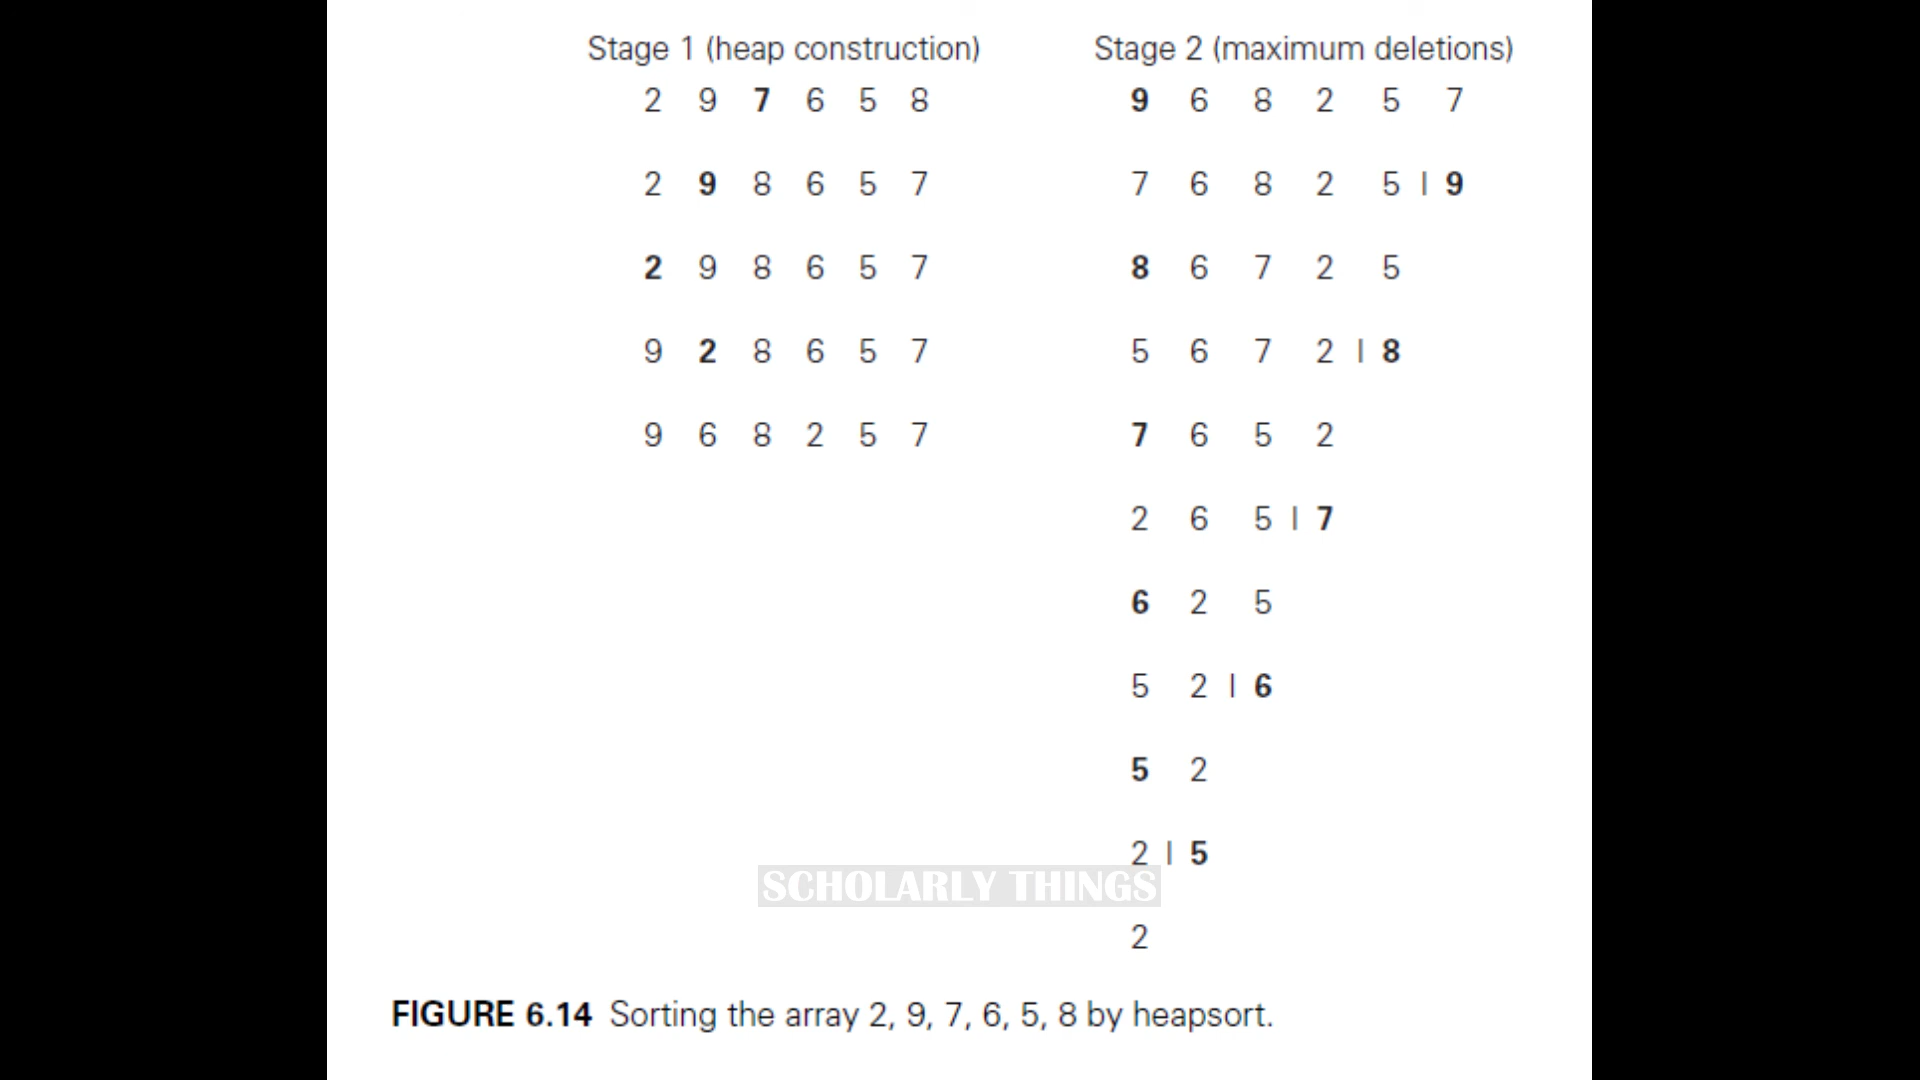 Stage 1 (heap construction)
2 9 7 6 5 8
2 9 8 6 5 7
2 9 8 6 5 7
9 2 8 6 5 7
9 6 8 2 5 7
Stage 2 (maximum deletions)
9 6 8 2 5 7
7 6 8 2 5 | 9
8 6 7 2 5
5 6 7 2 | 8
7 6 5 2
2 6 5 | 7
6 2 5
5 2 | 6
5 2
2 | 5
2
SCHOLARLY THINGS
FIGURE 6.14 Sorting the array 2, 9, 7, 6, 5, 8 by heapsort.